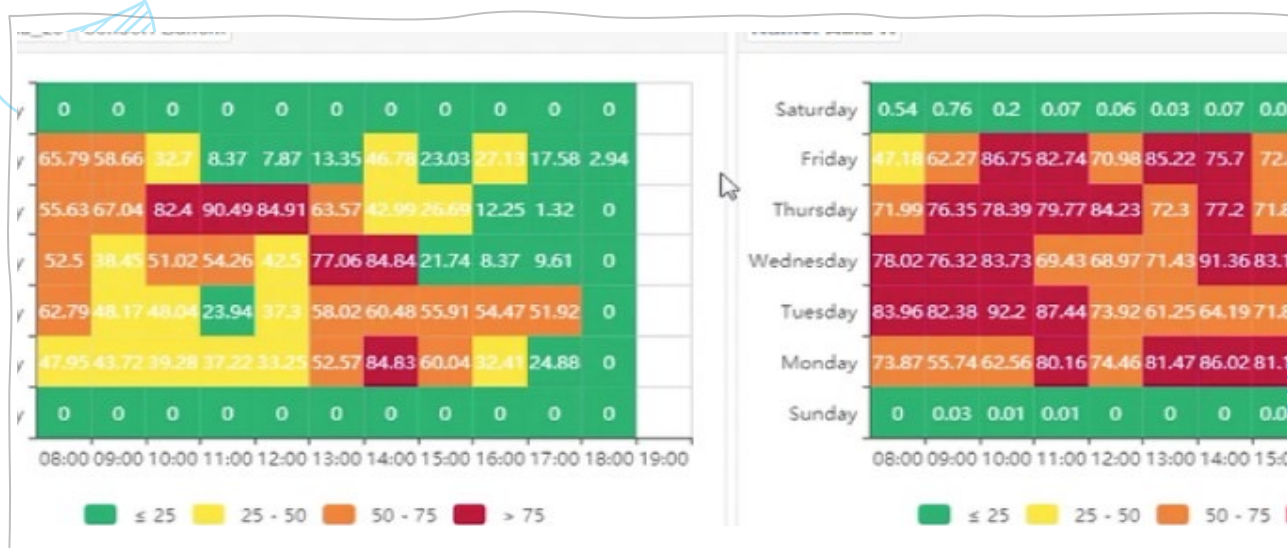 0 0 0 0 0 0 0 0 0 0 0
65.79 58.66 32.7 8.37 7.87 13.35 46.78 23.03 27.13 17.58 2.94
55.63 67.04 82.4 90.49 84.91 63.57 42.99 26.69 12.25 1.32 0
52.5 38.45 51.02 54.26 42.5 77.06 84.84 21.74 8.37 9.61 0
62.79 48.17 48.04 23.94 37.3 58.02 60.48 55.91 54.47 51.92 0
47.95 43.72 39.28 37.22 33.25 52.57 84.83 60.04 32.41 24.88 0
0 0 0 0 0 0 0 0 0 0 0
08:00 09:00 10:00 11:00 12:00 13:00 14:00 15:00 16:00 17:00 18:00 19:00
≤ 25 25 - 50 50 - 75 > 75
Saturday 0.54 0.76 0.2 0.07 0.06 0.03 0.07 0.0
Friday 47.18 62.27 86.75 82.74 70.98 85.22 75.7 72.
Thursday 71.99 76.35 78.39 79.77 84.23 72.3 77.2 71.
Wednesday 78.02 76.32 83.73 69.43 68.97 71.43 91.36 83.1
Tuesday 83.96 82.38 92.2 87.44 73.92 61.25 64.19 71.8
Monday 73.87 55.74 62.56 80.16 74.46 81.47 86.02 81.1
Sunday 0 0.03 0.01 0.01 0 0 0 0.0
08:00 09:00 10:00 11:00 12:00 13:00 14:00 15:0
≤ 25 25 - 50 50 - 75